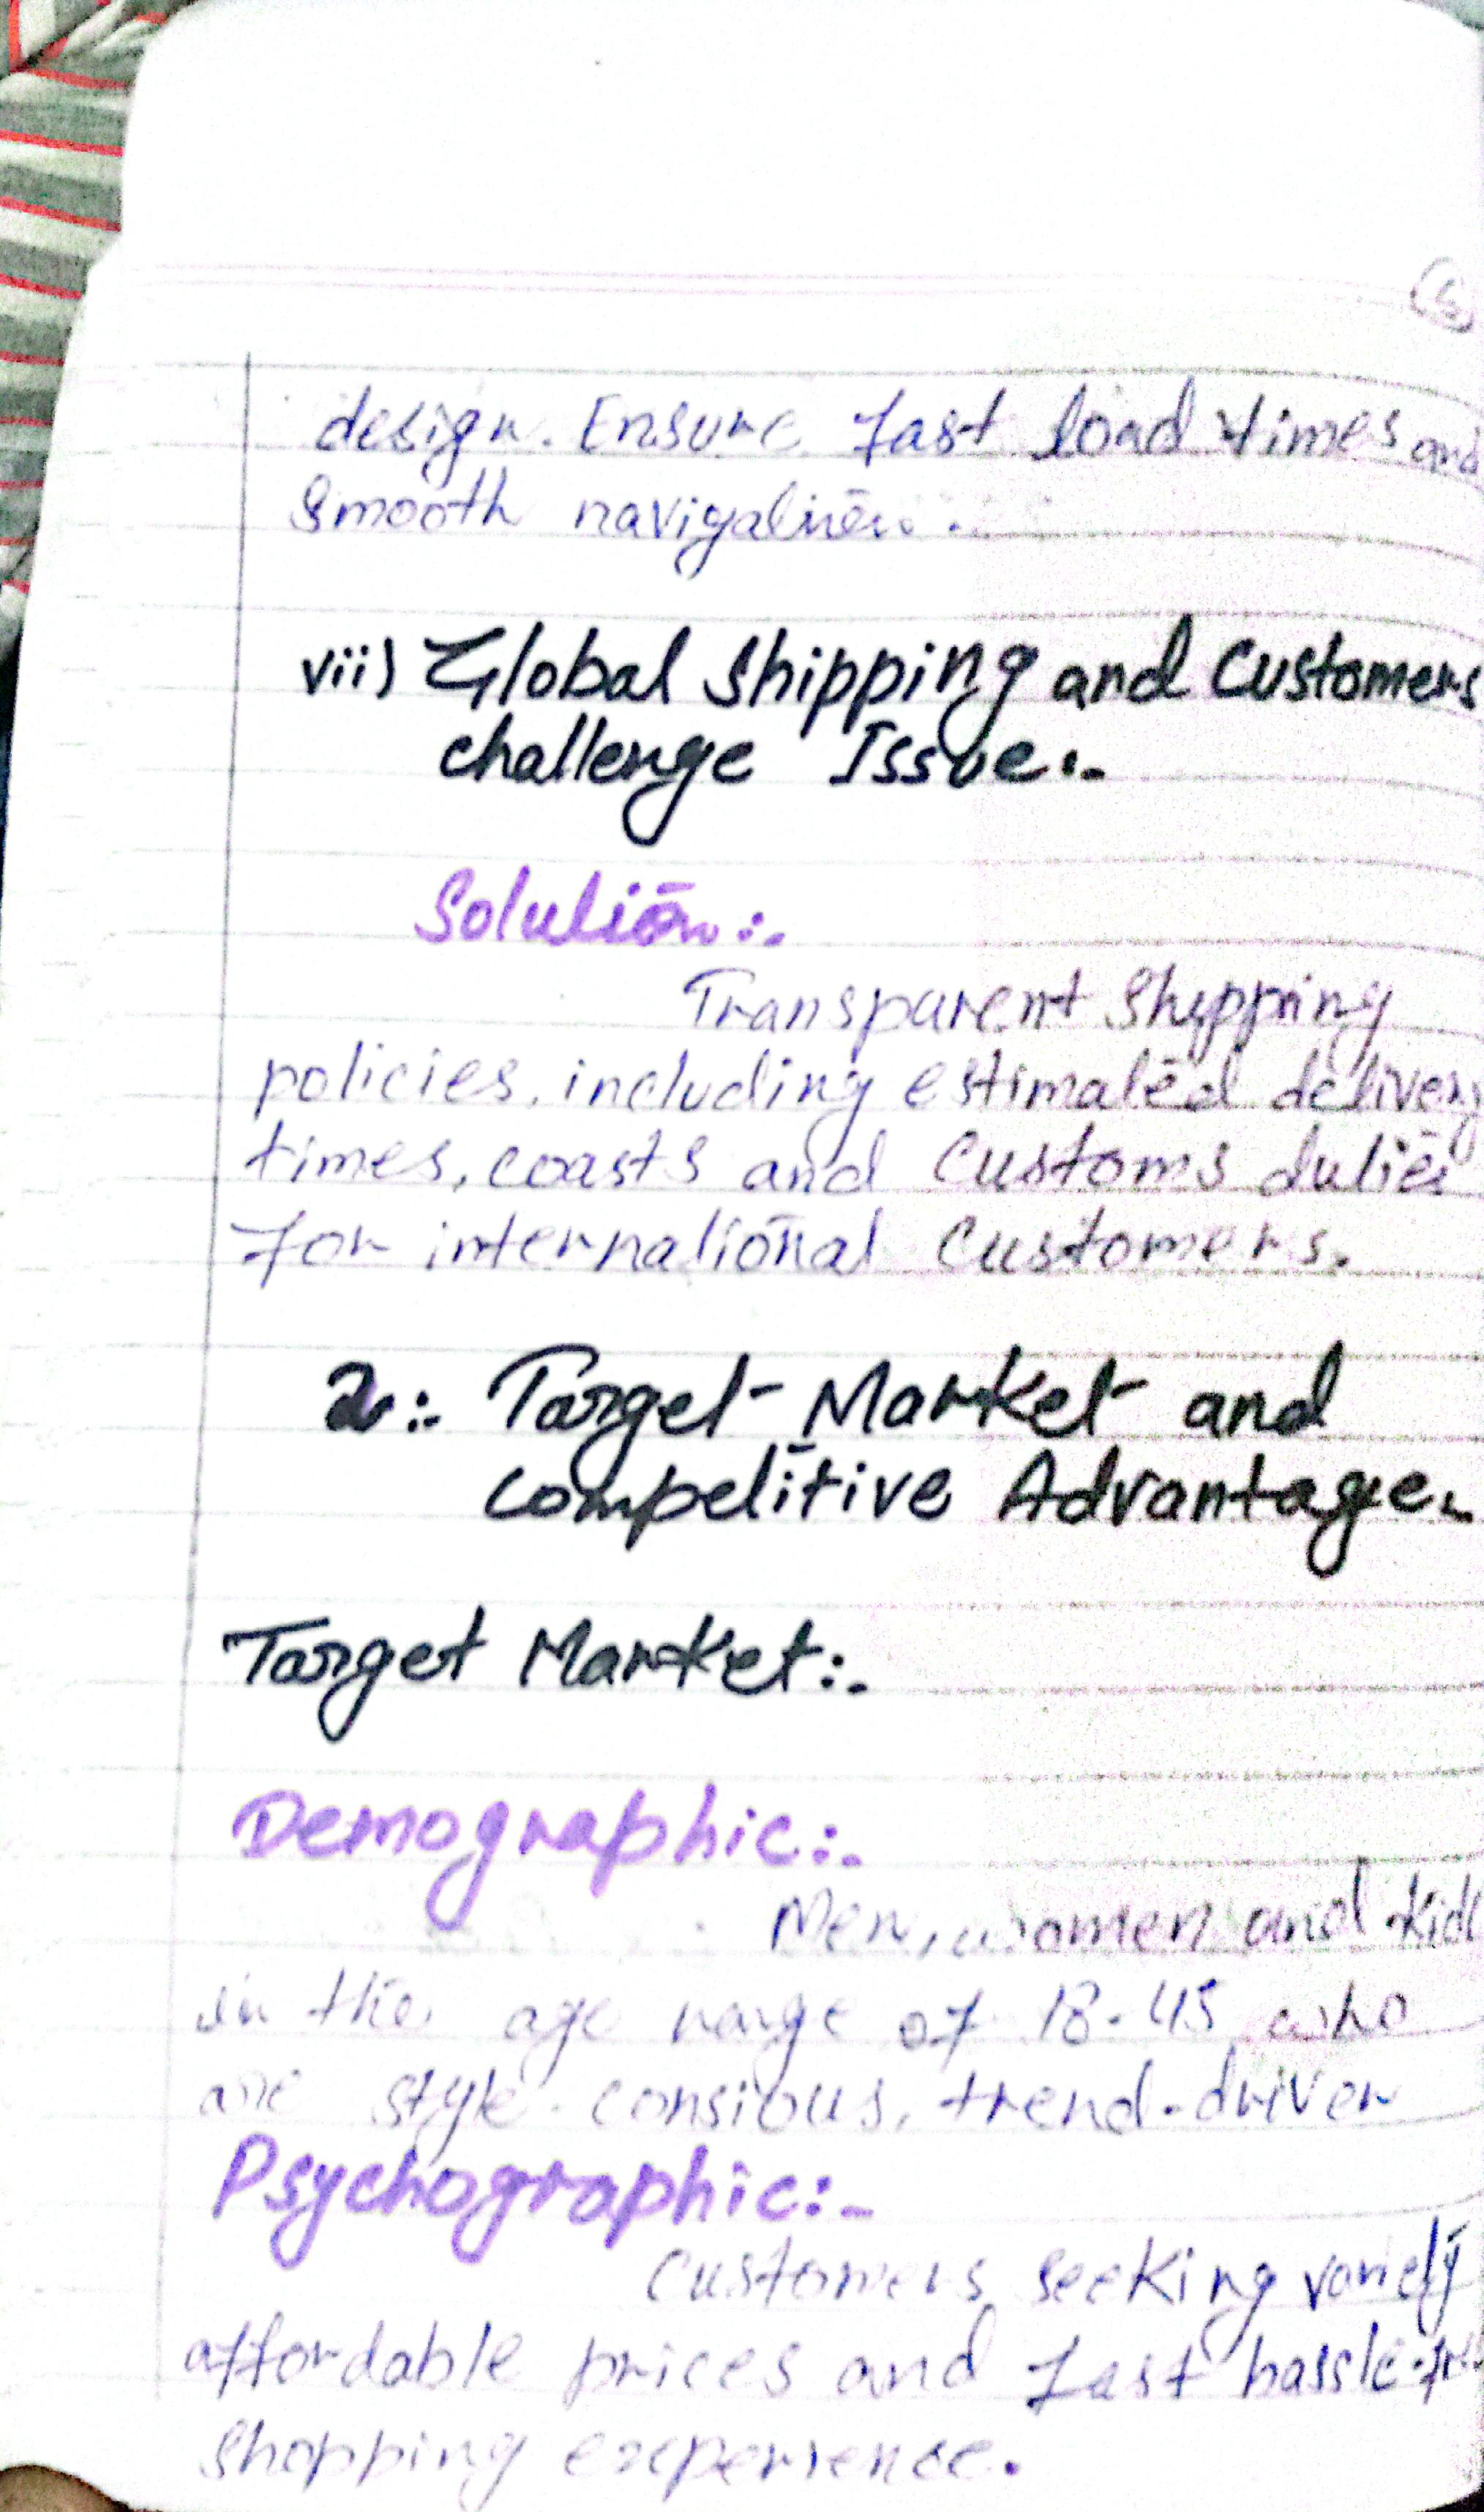 design. Ensure fast load times and
Smooth navigation.
vii) Global Shipping and Customers
challenge Issue:-
Solution:-
Transparent Shipping
policies, including estimated delivery
times, coasts and Customs duties
for international Customers.
2:- Target Market and
Competitive Advantage.
Target Market:-
Demographic:-
Men, women and kid
in the age range of 18-45 who
are style-consious, trend-driven
Psychographic:-
Customers seeking variety
affordable prices and fast hassle-
shopping experience.